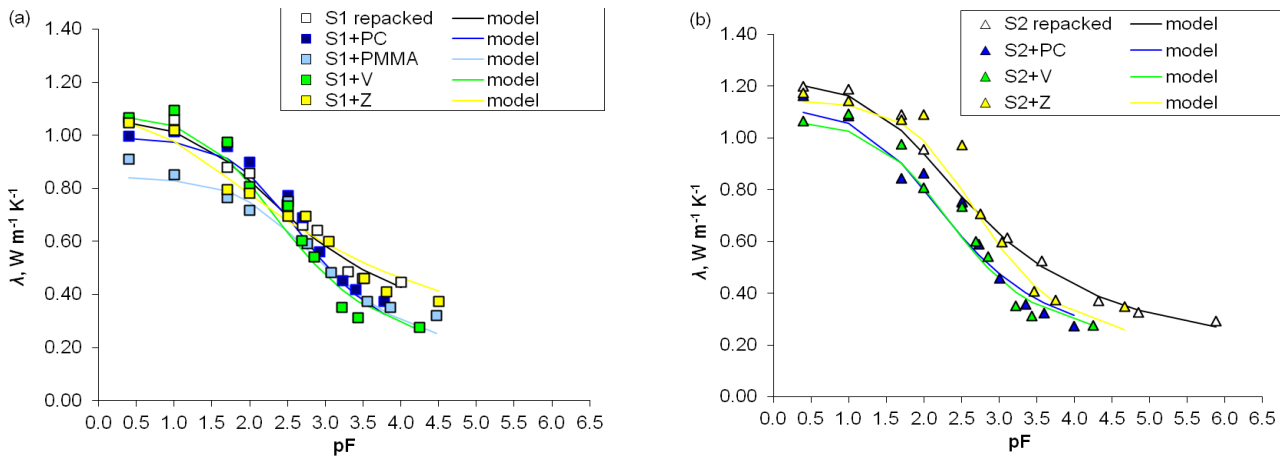 (a)
S1 repacked model
S1+PC model
S1+PMMA model
S1+V model
S1+Z model
1.40
1.20
1.00
0.80
0.60
0.40
0.20
0.00
λ, W m⁻¹ K⁻¹
0.0 0.5 1.0 1.5 2.0 2.5 3.0 3.5 4.0 4.5 5.0 5.5 6.0 6.5
pF
(b)
S2 repacked model
S2+PC model
S2+V model
S2+Z model
1.40
1.20
1.00
0.80
0.60
0.40
0.20
0.00
λ, W m⁻¹ K⁻¹
0.0 0.5 1.0 1.5 2.0 2.5 3.0 3.5 4.0 4.5 5.0 5.5 6.0 6.5
pF